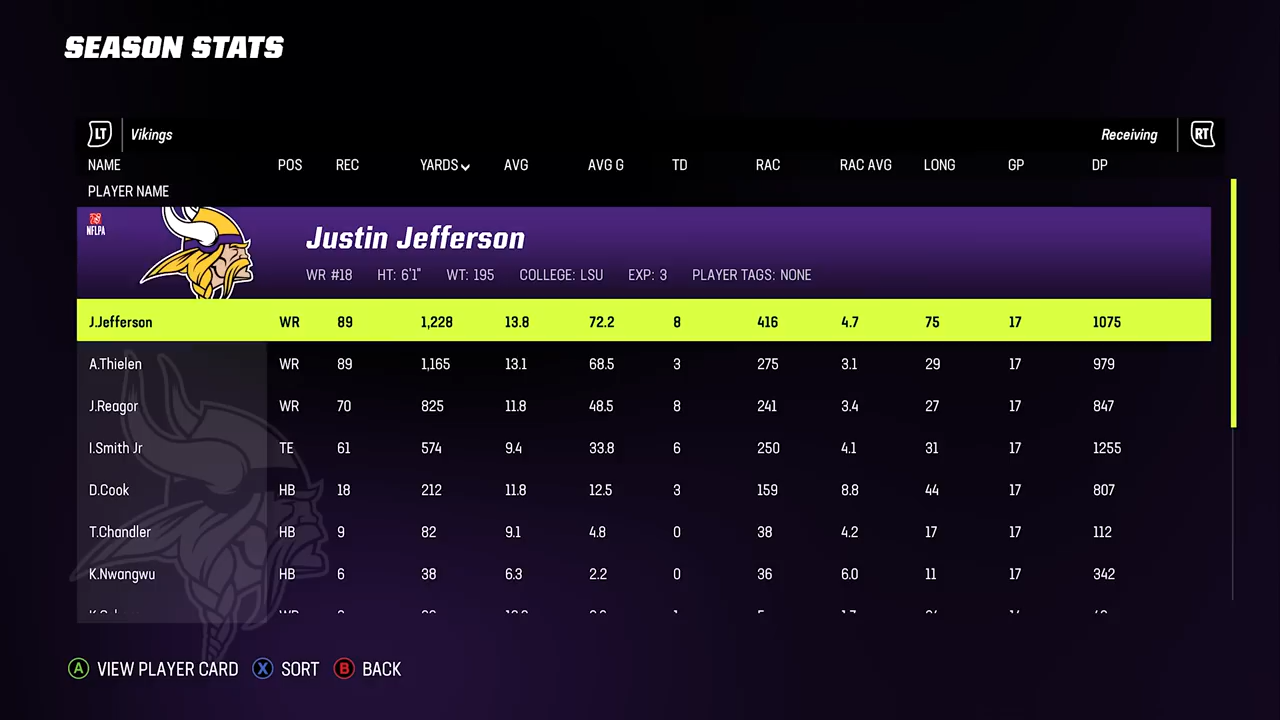 SEASON STATS
LT Vikings Receiving RT
NAME POS REC YARDS AVG AVG G TD RAC RAC AVG LONG GP DP
PLAYER NAME
NFLPA
Justin Jefferson
WR #18 HT: 6'1" WT: 195 COLLEGE: LSU EXP: 3 PLAYER TAGS: NONE
J.Jefferson WR 89 1,228 13.8 72.2 8 416 4.7 75 17 1075
A.Thielen WR 89 1,165 13.1 68.5 3 275 3.1 29 17 979
J.Reagor WR 70 825 11.8 48.5 8 241 3.4 27 17 847
I.Smith Jr TE 61 574 9.4 33.8 6 250 4.1 31 17 1255
D.Cook HB 18 212 11.8 12.5 3 159 8.8 44 17 807
T.Chandler HB 9 82 9.1 4.8 0 38 4.2 17 17 112
K.Nwangwu HB 6 38 6.3 2.2 0 36 6.0 11 17 342
A VIEW PLAYER CARD X SORT B BACK